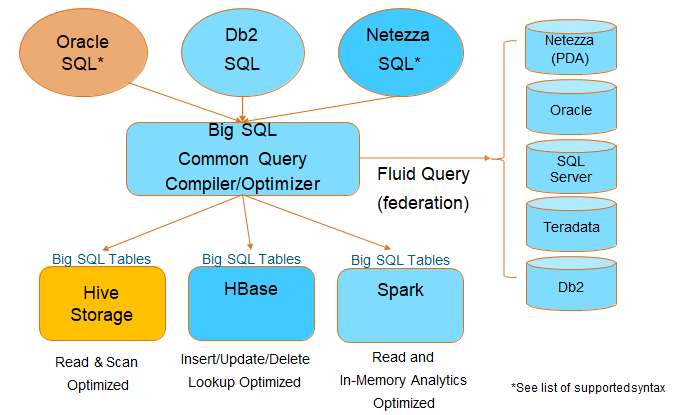 Oracle
SQL*
Db2
SQL
Netezza
SQL*
Big SQL
Common Query
Compiler/Optimizer
Fluid Query
(federation)
Netezza
(PDA)
Oracle
SQL
Server
Teradata
Db2
Big SQL Tables
Hive
Storage
Read & Scan
Optimized
Big SQL Tables
HBase
Insert/Update/Delete
Lookup Optimized
Big SQL Tables
Spark
Read and
In-Memory Analytics
Optimized
*See list of supported syntax